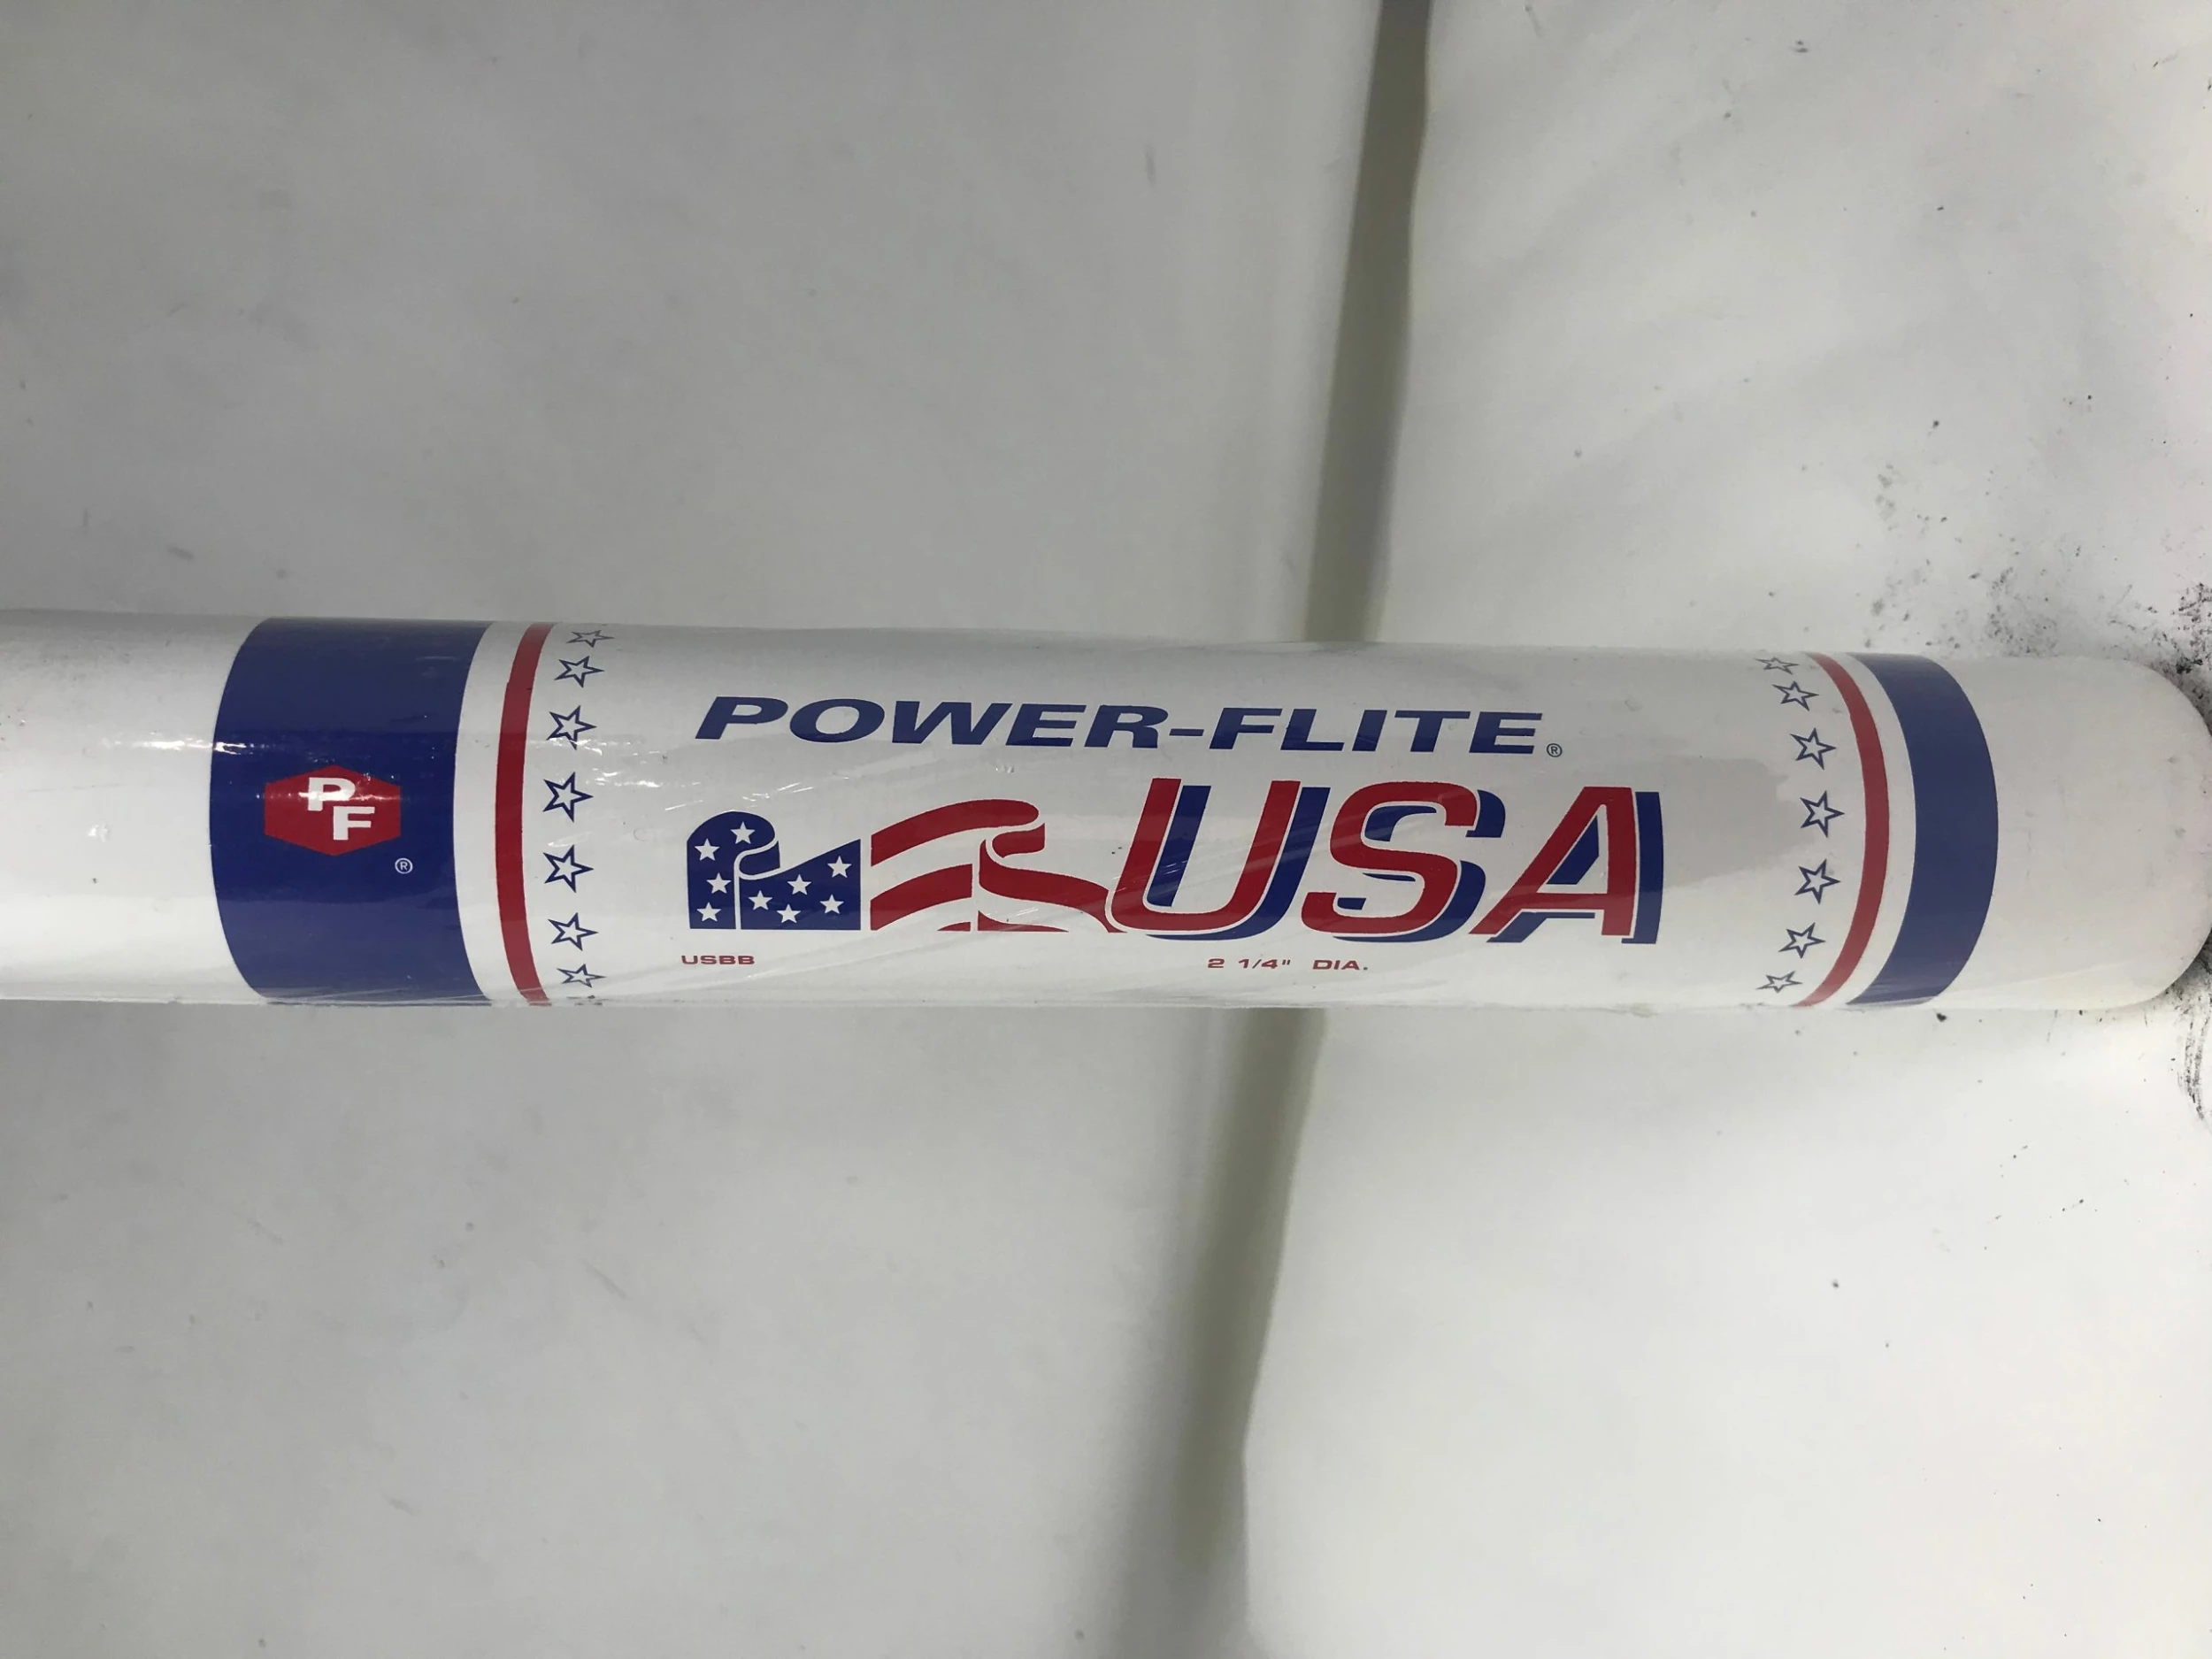 PF
®
POWER-FLITE®
USA
USBB 2 1/4" DIA.